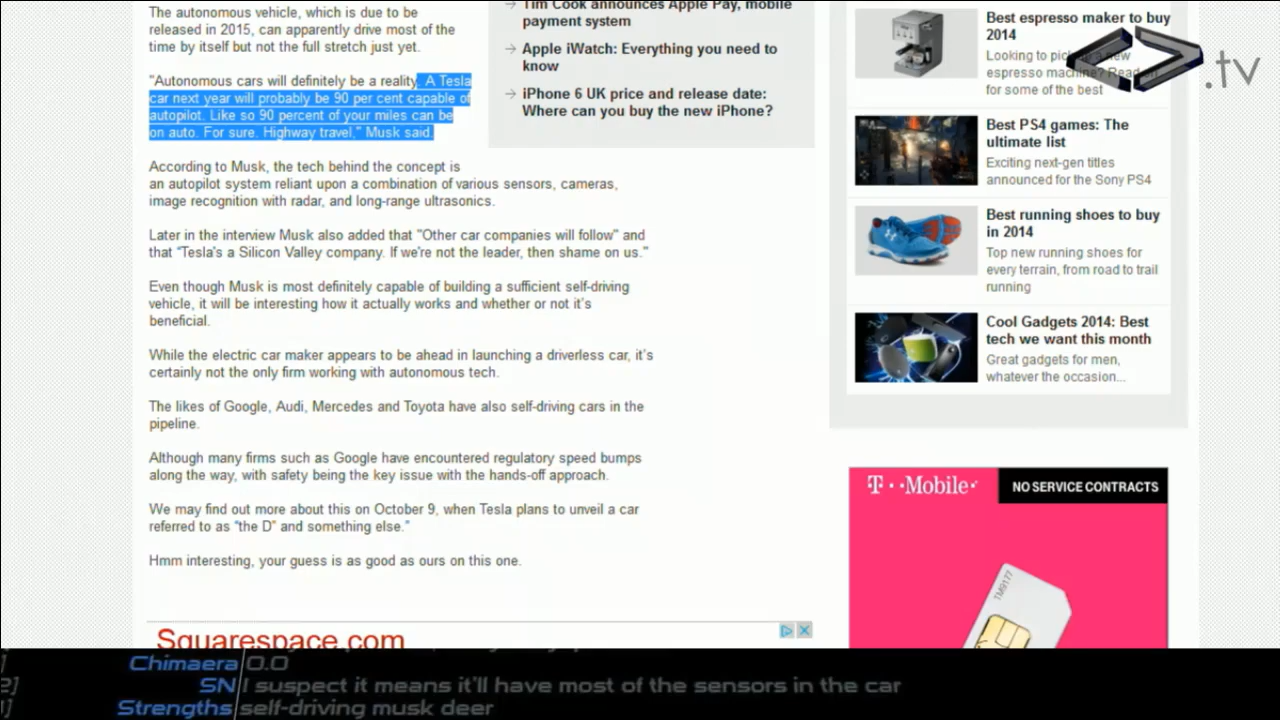 The autonomous vehicle, which is due to be
released in 2015, can apparently drive most of the
time by itself but not the full stretch just yet.
"Autonomous cars will definitely be a reality. A Tesla
car next year will probably be 90 per cent capable of
autopilot. Like so 90 percent of your miles can be
on auto. For sure. Highway travel," Musk said.
According to Musk, the tech behind the concept is
an autopilot system reliant upon a combination of various sensors, cameras,
image recognition with radar, and long-range ultrasonics.
Later in the interview Musk also added that "Other car companies will follow" and
that "Tesla's a Silicon Valley company. If we're not the leader, then shame on us."
Even though Musk is most definitely capable of building a sufficient self-driving
vehicle, it will be interesting how it actually works and whether or not it's
beneficial.
While the electric car maker appears to be ahead in launching a driverless car, it's
certainly not the only firm working with autonomous tech.
The likes of Google, Audi, Mercedes and Toyota have also self-driving cars in the
pipeline.
Although many firms such as Google have encountered regulatory speed bumps
along the way, with safety being the key issue with the hands-off approach.
We may find out more about this on October 9, when Tesla plans to unveil a car
referred to as "the D" and something else."
Hmm interesting, your guess is as good as ours on this one.
Tim Cook announces Apple Pay, mobile
payment system
Apple iWatch: Everything you need to
know
iPhone 6 UK price and release date:
Where can you buy the new iPhone?
Best espresso maker to buy
2014
Looking to pick a new
espresso machine? Read
for some of the best
.tv
Best PS4 games: The
ultimate list
Exciting next-gen titles
announced for the Sony PS4
Best running shoes to buy
in 2014
Top new running shoes for
every terrain, from road to trail
running
Cool Gadgets 2014: Best
tech we want this month
Great gadgets for men,
whatever the occasion...
T··Mobile·
NO SERVICE CONTRACTS
TM9177
Squarespace.com
Chimaera 0.0
SN I suspect it means it'll have most of the sensors in the car
Strengths self-driving musk deer